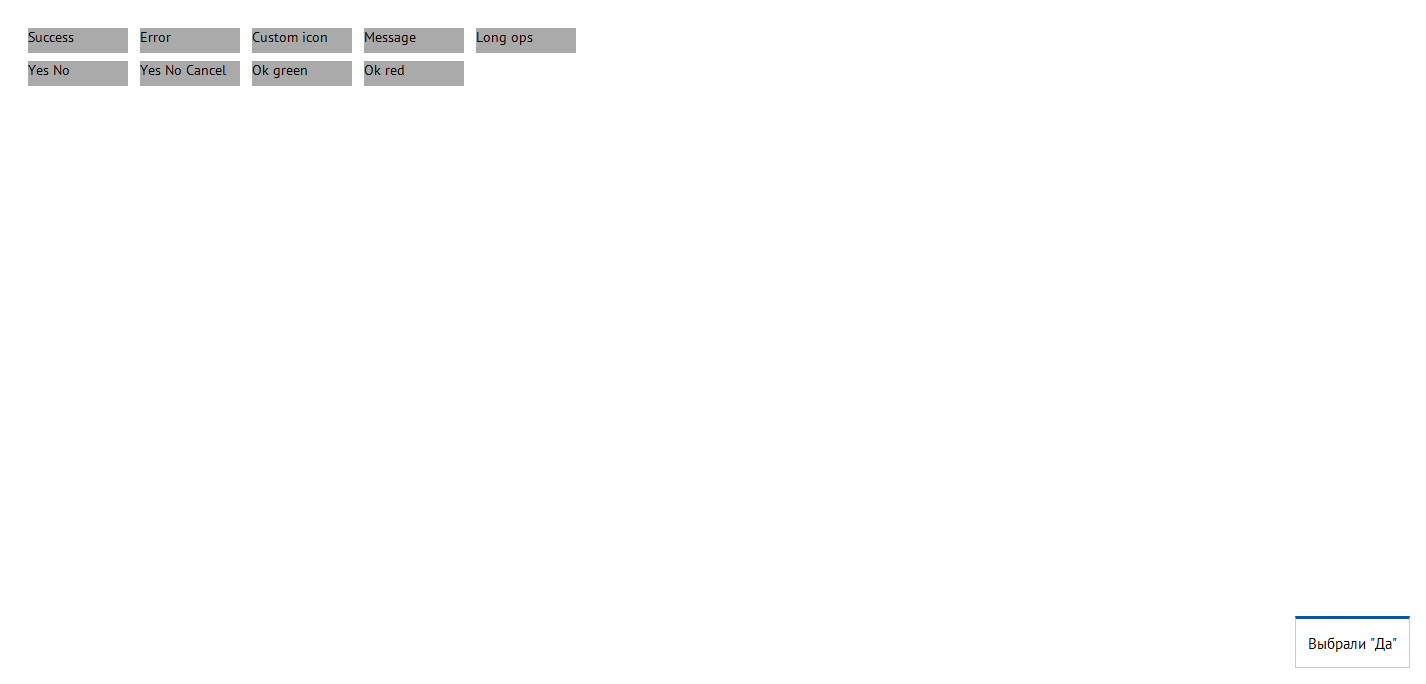 Success Error Custom icon Message Long ops
Yes No Yes No Cancel Ok green Ok red
Выбрали "Да"